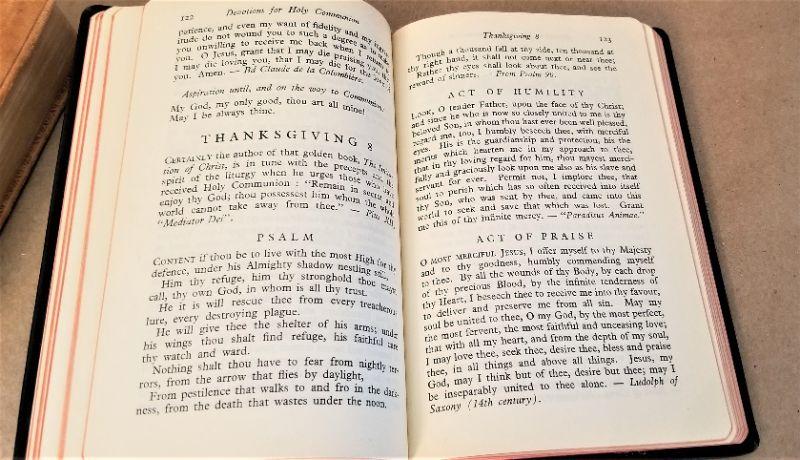 122 Devotions for Holy Communion
patience, and even my want of fidelity and my
itude do not wound you to such a degree as to make
you unwilling to receive me back when I return to
you. O Jesus, grant that I may die praising you, that
I may die loving you, that I may die for the love of
you. Amen. — Bd Claude de la Colombière.
Aspiration until, and on the way to Communion.
My God, my only good, thou art all mine!
May I be always thine.
THANKSGIVING 8
CERTAINLY the author of that golden book, The
tion of Christ, is in tune with the precepts and the
spirit of the liturgy when he urges those who have
received Holy Communion : "Remain in secret and
enjoy thy God; thou possessest him whom the whole
world cannot take away from thee." — Pius XII,
"Mediator Dei".
PSALM
CONTENT if thou be to live with the most High for thy
defence, under his Almighty shadow nestling still,
Him thy refuge, him thy stronghold thou mayst
call, thy own God, in whom is all thy trust.
He it is will rescue thee from every treacherous
lure, every destroying plague.
He will give thee the shelter of his arms; under
his wings thou shalt find refuge, his faithful care
thy watch and ward.
Nothing shalt thou have to fear from nightly ter-
rors, from the arrow that flies by daylight,
From pestilence that walks to and fro in the dark-
ness, from the death that wastes under the noon.
Thanksgiving 8 123
Though a thousand fall at thy side, ten thousand at
thy right hand, it shall not come next or near thee;
Rather thy eyes shall look about thee, and see the
reward of sinners. From Psalm 90.
ACT OF HUMILITY
LOOK, O tender Father, upon the face of thy Christ;
and since he who is now so closely united to me is thy
beloved Son, in whom thou hast ever been well pleased,
regard me, too, I humbly beseech thee, with merciful
eyes. His is the guardianship and protection, his the
merits which hearten me in my approach to thee,
that in thy loving regard for him, thou mayest merci-
fully and graciously look upon me also as his slave and
servant for ever. Permit not, I implore thee, that
soul to perish which has so often received into itself
thy Son, who was sent by thee, and came into this
world to seek and save that which was lost. Grant
me this of thy infinite mercy. — "Paradisus Animae."
ACT OF PRAISE
O MOST MERCIFUL JESUS, I offer myself to thy Majesty
and to thy goodness, humbly commending myself
to thee. By all the wounds of thy Body, by each drop
of thy precious Blood, by the infinite tenderness of
thy Heart, I beseech thee to receive me into thy favour,
to deliver and preserve me from all sin. May my
soul be united to thee, O my God, by the most perfect,
the most fervent, the most faithful and unceasing love;
that with all my heart, and from the depth of my soul,
I may love thee, seek thee, desire thee, bless and praise
thee, in all things and above all things. Jesus, my
God, may I think but of thee, desire but thee; may I
be inseparably united to thee alone. — Ludolph of
Saxony (14th century).